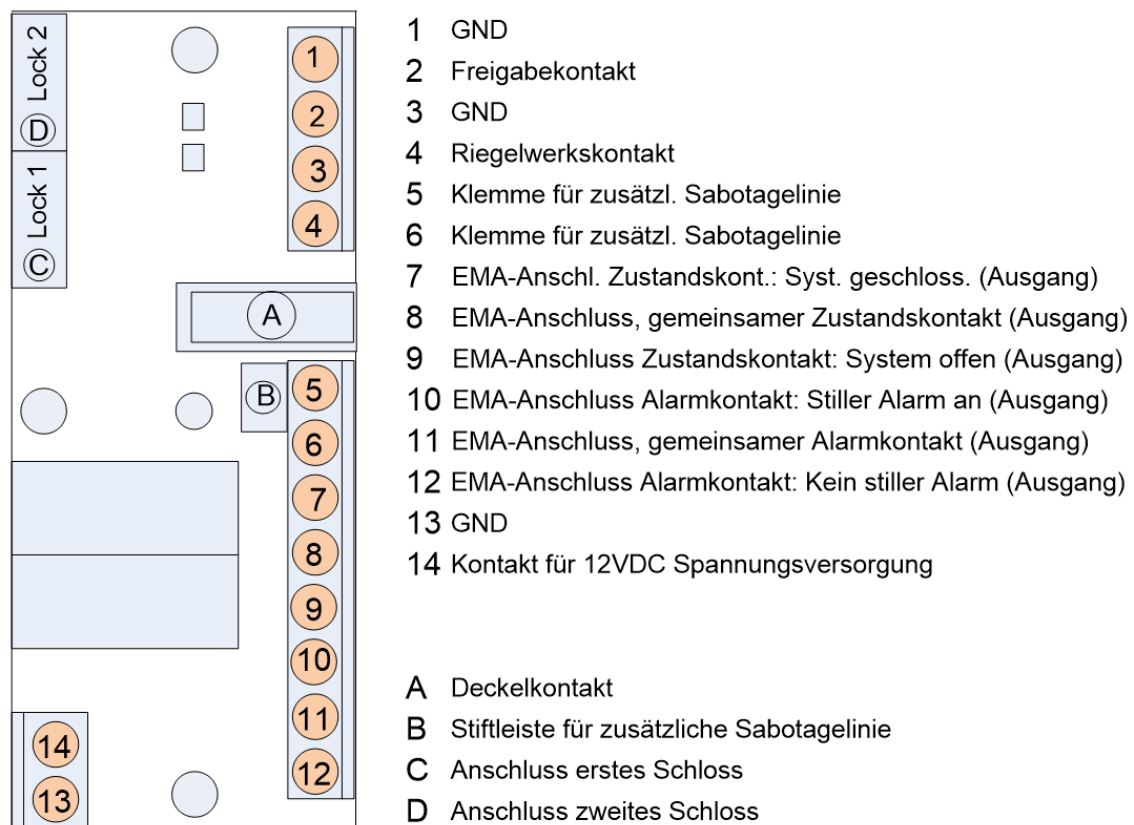 Lock 2
D
Lock 1
C
1
2
3
4
A
B
5
6
7
8
9
10
11
12
14
13
1 GND
2 Freigabekontakt
3 GND
4 Riegelwerkskontakt
5 Klemme für zusätzl. Sabotagelinie
6 Klemme für zusätzl. Sabotagelinie
7 EMA-Anschl. Zustandskont.: Syst. geschloss. (Ausgang)
8 EMA-Anschluss, gemeinsamer Zustandskontakt (Ausgang)
9 EMA-Anschluss Zustandskontakt: System offen (Ausgang)
10 EMA-Anschluss Alarmkontakt: Stiller Alarm an (Ausgang)
11 EMA-Anschluss, gemeinsamer Alarmkontakt (Ausgang)
12 EMA-Anschluss Alarmkontakt: Kein stiller Alarm (Ausgang)
13 GND
14 Kontakt für 12VDC Spannungsversorgung
A Deckelkontakt
B Stiftleiste für zusätzliche Sabotagelinie
C Anschluss erstes Schloss
D Anschluss zweites Schloss